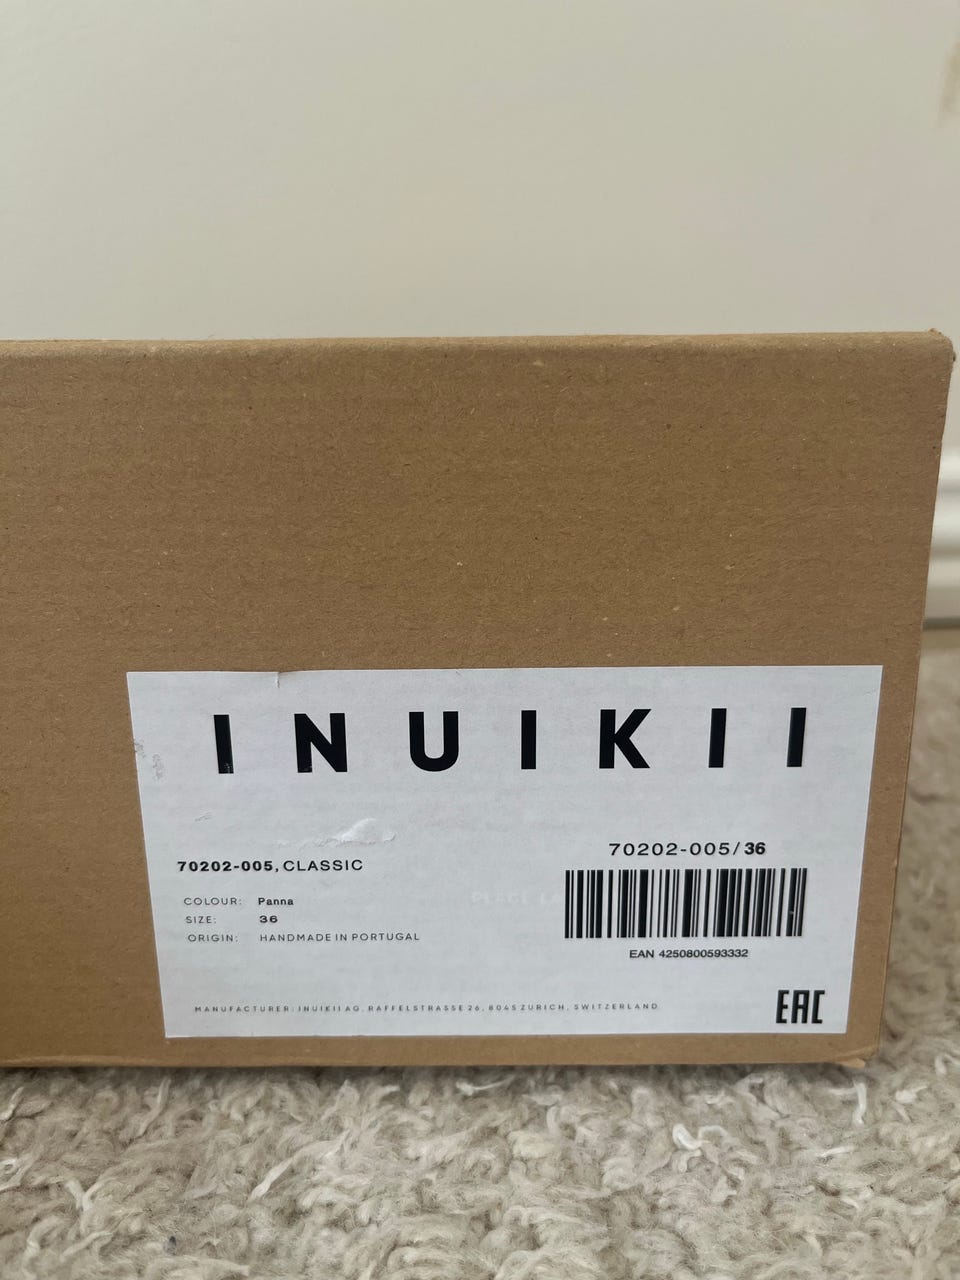 INUIKII
70202-005, CLASSIC
COLOUR: Panna
SIZE: 36
ORIGIN: HANDMADE IN PORTUGAL
70202-005/36
EAN 4250800593332
MANUFACTURER: INUIKII AG, RAFFELSTRASSE 26, 8045 ZURICH, SWITZERLAND
EAC